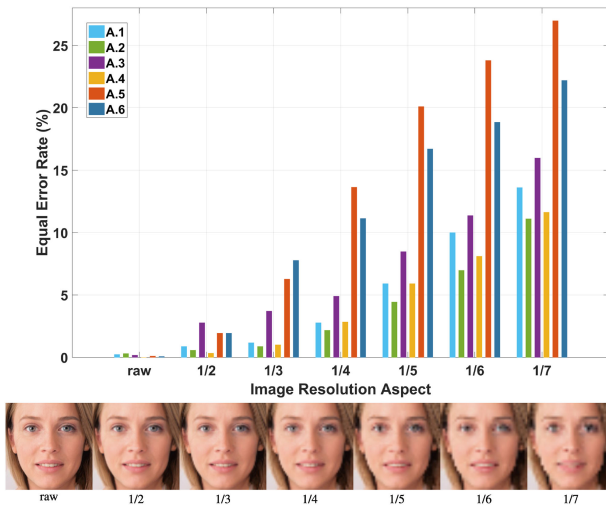 25
20
15
10
5
0
Equal Error Rate (%)
A.1
A.2
A.3
A.4
A.5
A.6
raw 1/2 1/3 1/4 1/5 1/6 1/7
Image Resolution Aspect
raw 1/2 1/3 1/4 1/5 1/6 1/7